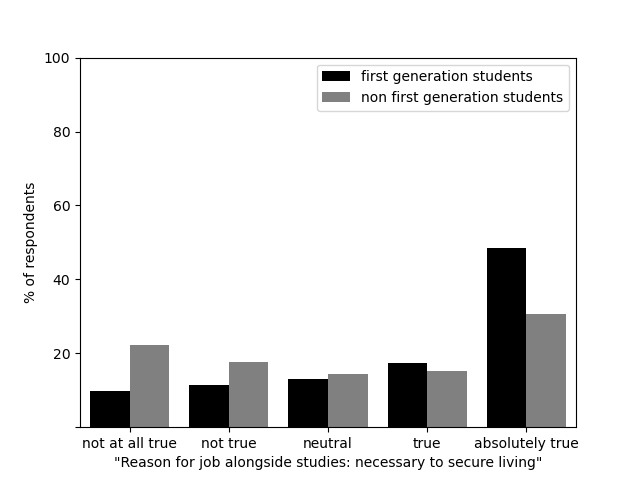 100
80
60
40
20
% of respondents
first generation students
non first generation students
not at all true
not true
neutral
true
absolutely true
"Reason for job alongside studies: necessary to secure living"